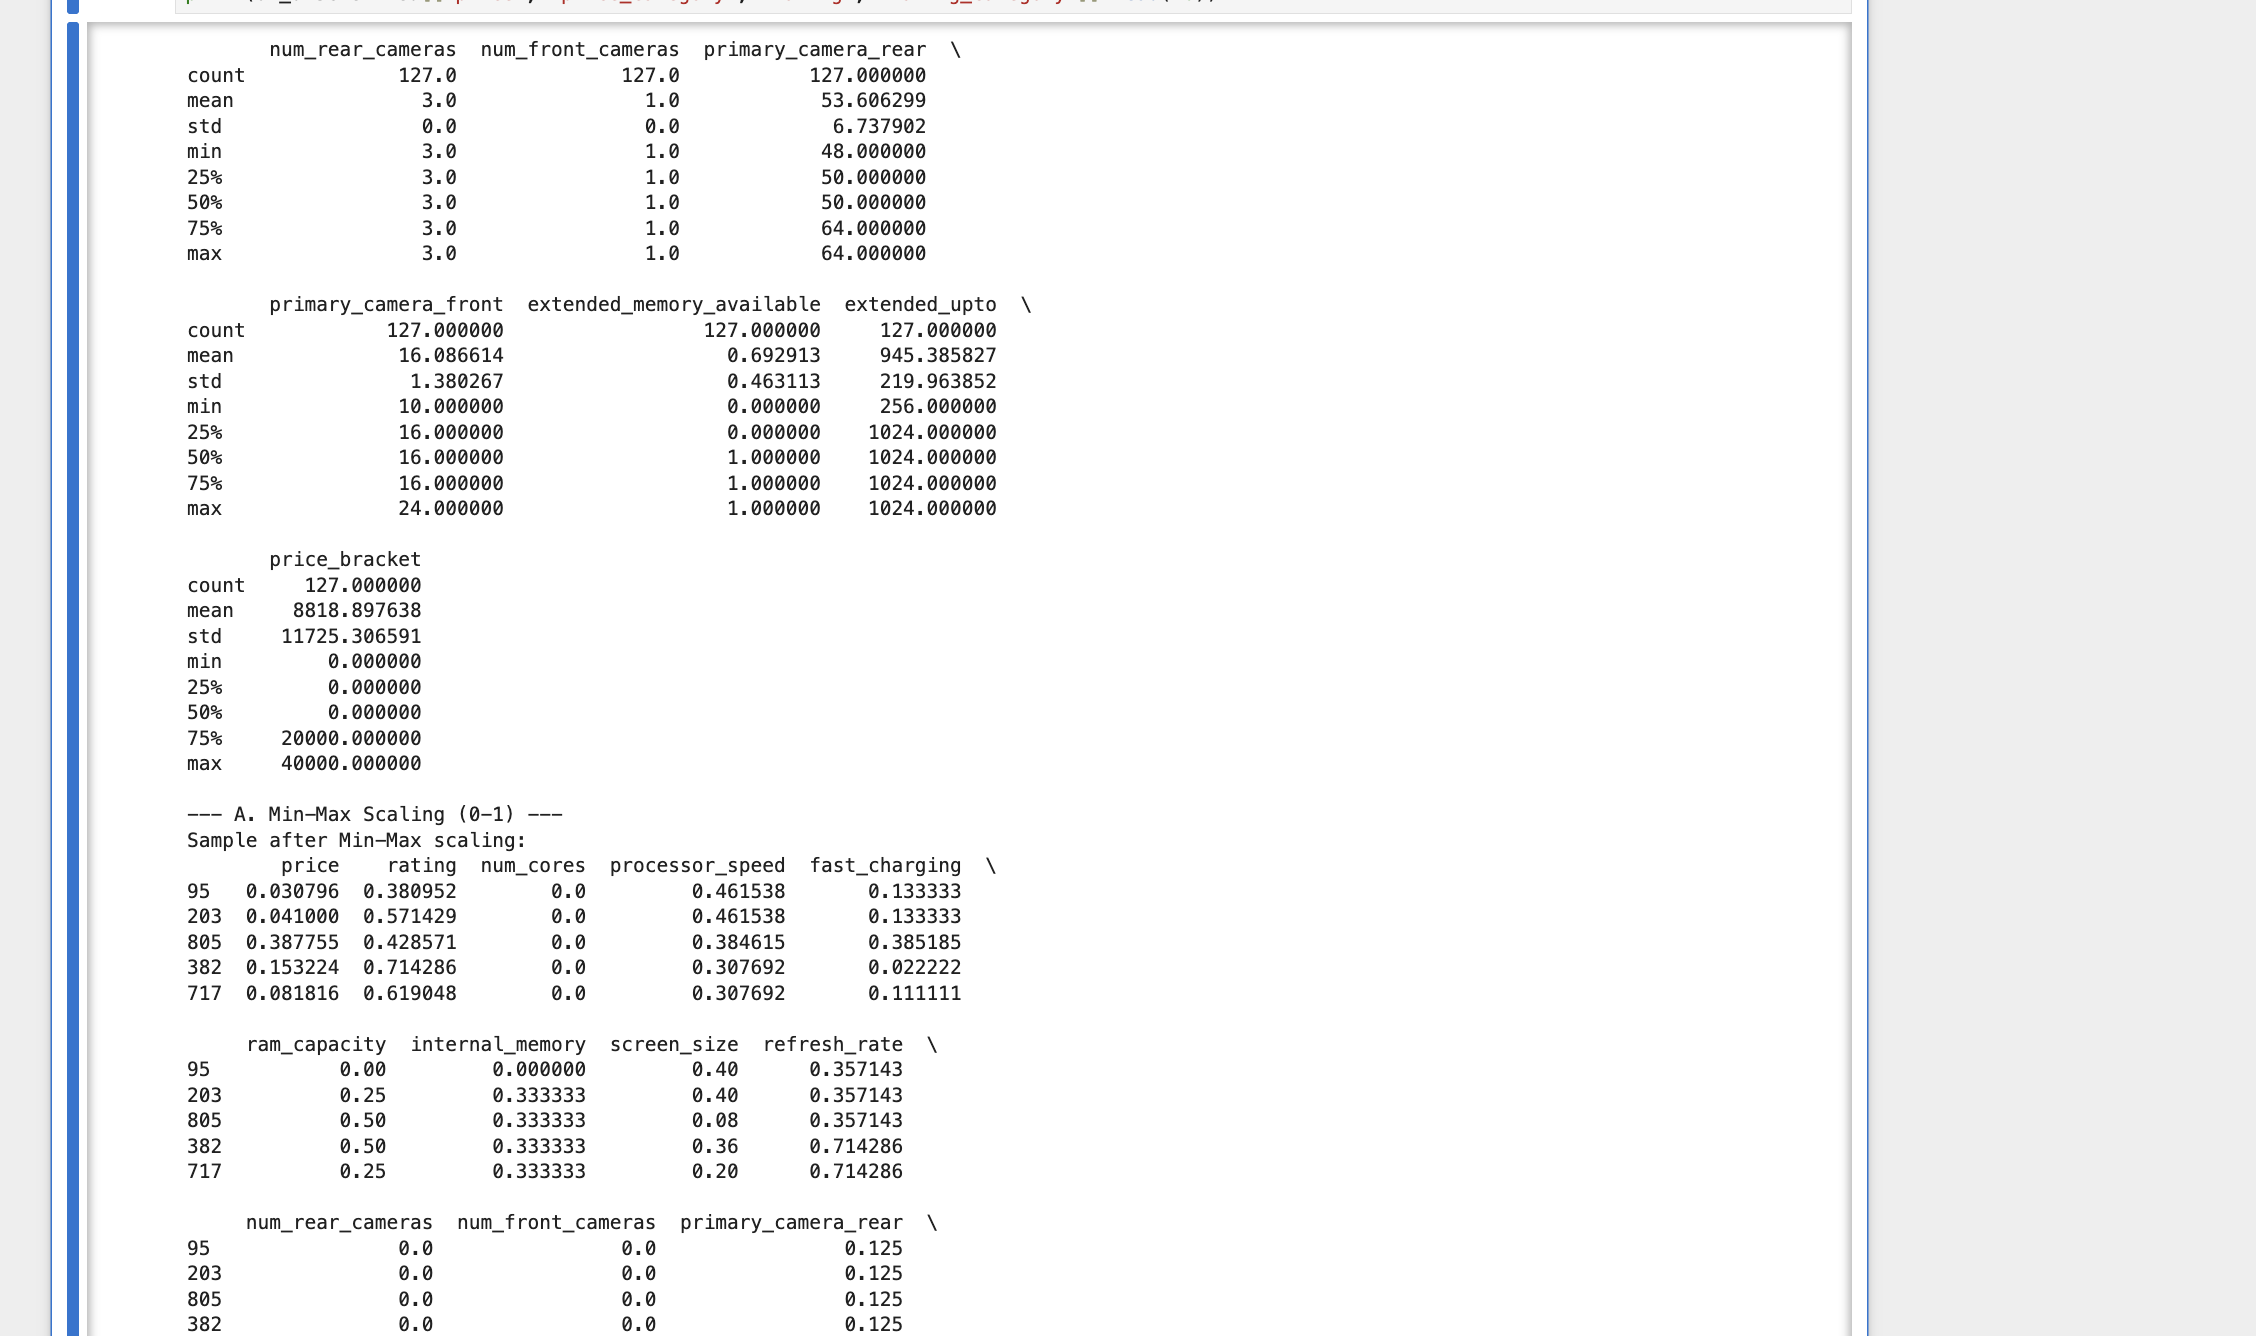 num_rear_cameras  num_front_cameras  primary_camera_rear  \
count             127.0              127.0           127.000000
mean                3.0                1.0            53.606299
std                 0.0                0.0             6.737902
min                 3.0                1.0            48.000000
25%                 3.0                1.0            50.000000
50%                 3.0                1.0            50.000000
75%                 3.0                1.0            64.000000
max                 3.0                1.0            64.000000
       primary_camera_front  extended_memory_available  extended_upto  \
count            127.000000                 127.000000     127.000000
mean              16.086614                   0.692913     945.385827
std                1.380267                   0.463113     219.963852
min               10.000000                   0.000000     256.000000
25%               16.000000                   0.000000    1024.000000
50%               16.000000                   1.000000    1024.000000
75%               16.000000                   1.000000    1024.000000
max               24.000000                   1.000000    1024.000000
       price_bracket
count     127.000000
mean     8818.897638
std     11725.306591
min         0.000000
25%         0.000000
50%         0.000000
75%     20000.000000
max     40000.000000
--- A. Min-Max Scaling (0-1) ---
Sample after Min-Max scaling:
        price    rating  num_cores  processor_speed  fast_charging  \
95   0.030796  0.380952        0.0         0.461538       0.133333
203  0.041000  0.571429        0.0         0.461538       0.133333
805  0.387755  0.428571        0.0         0.384615       0.385185
382  0.153224  0.714286        0.0         0.307692       0.022222
717  0.081816  0.619048        0.0         0.307692       0.111111
     ram_capacity  internal_memory  screen_size  refresh_rate  \
95           0.00         0.000000         0.40      0.357143
203          0.25         0.333333         0.40      0.357143
805          0.50         0.333333         0.08      0.357143
382          0.50         0.333333         0.36      0.714286
717          0.25         0.333333         0.20      0.714286
     num_rear_cameras  num_front_cameras  primary_camera_rear  \
95                0.0                0.0                0.125
203               0.0                0.0                0.125
805               0.0                0.0                0.125
382               0.0                0.0                0.125